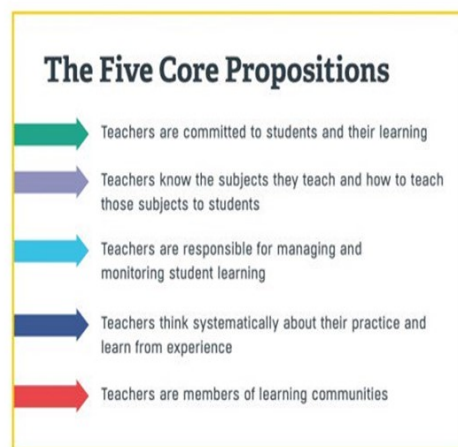 The Five Core Propositions
Teachers are committed to students and their learning
Teachers know the subjects they teach and how to teach
those subjects to students
Teachers are responsible for managing and
monitoring student learning
Teachers think systematically about their practice and
learn from experience
Teachers are members of learning communities